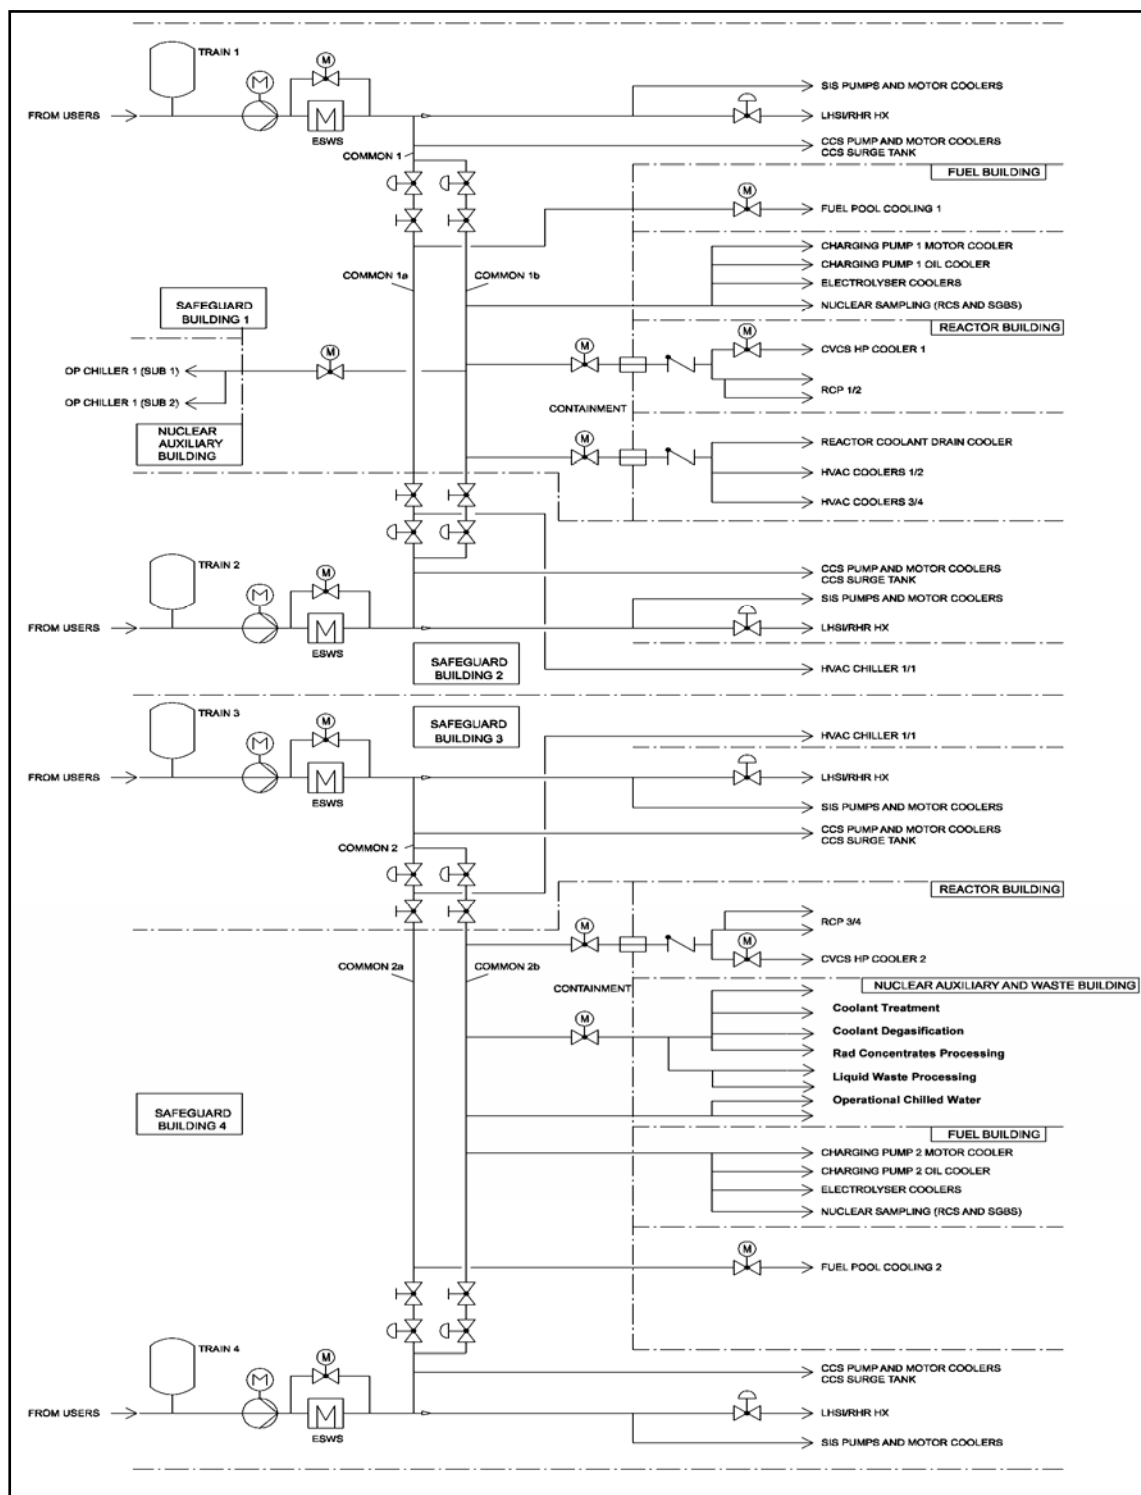 TRAIN 1
M
M
SIS PUMPS AND MOTOR COOLERS
FROM USERS
M
LHSI/RHR HX
ESWS
CCS PUMP AND MOTOR COOLERS
CCS SURGE TANK
COMMON 1
FUEL BUILDING
M
FUEL POOL COOLING 1
CHARGING PUMP 1 MOTOR COOLER
CHARGING PUMP 1 OIL COOLER
COMMON 1a
COMMON 1b
ELECTROLYSER COOLERS
SAFEGUARD
BUILDING 1
NUCLEAR SAMPLING (RCS AND SGBS)
REACTOR BUILDING
M
M
M
CVCS HP COOLER 1
OP CHILLER 1 (SUB 1)
RCP 1/2
OP CHILLER 1 (SUB 2)
CONTAINMENT
NUCLEAR
AUXILIARY
BUILDING
M
REACTOR COOLANT DRAIN COOLER
HVAC COOLERS 1/2
HVAC COOLERS 3/4
TRAIN 2
M
M
CCS PUMP AND MOTOR COOLERS
CCS SURGE TANK
SIS PUMPS AND MOTOR COOLERS
FROM USERS
M
LHSI/RHR HX
ESWS
SAFEGUARD
BUILDING 2
HVAC CHILLER 1/1
TRAIN 3
SAFEGUARD
BUILDING 3
M
M
HVAC CHILLER 1/1
FROM USERS
M
LHSI/RHR HX
ESWS
SIS PUMPS AND MOTOR COOLERS
CCS PUMP AND MOTOR COOLERS
CCS SURGE TANK
COMMON 2
REACTOR BUILDING
M
RCP 3/4
M
CVCS HP COOLER 2
COMMON 2a
COMMON 2b
CONTAINMENT
NUCLEAR AUXILIARY AND WASTE BUILDING
Coolant Treatment
M
Coolant Degasification
Rad Concentrates Processing
Liquid Waste Processing
Operational Chilled Water
SAFEGUARD
BUILDING 4
FUEL BUILDING
CHARGING PUMP 2 MOTOR COOLER
CHARGING PUMP 2 OIL COOLER
ELECTROLYSER COOLERS
NUCLEAR SAMPLING (RCS AND SGBS)
M
FUEL POOL COOLING 2
TRAIN 4
M
M
CCS PUMP AND MOTOR COOLERS
CCS SURGE TANK
FROM USERS
M
LHSI/RHR HX
ESWS
SIS PUMPS AND MOTOR COOLERS